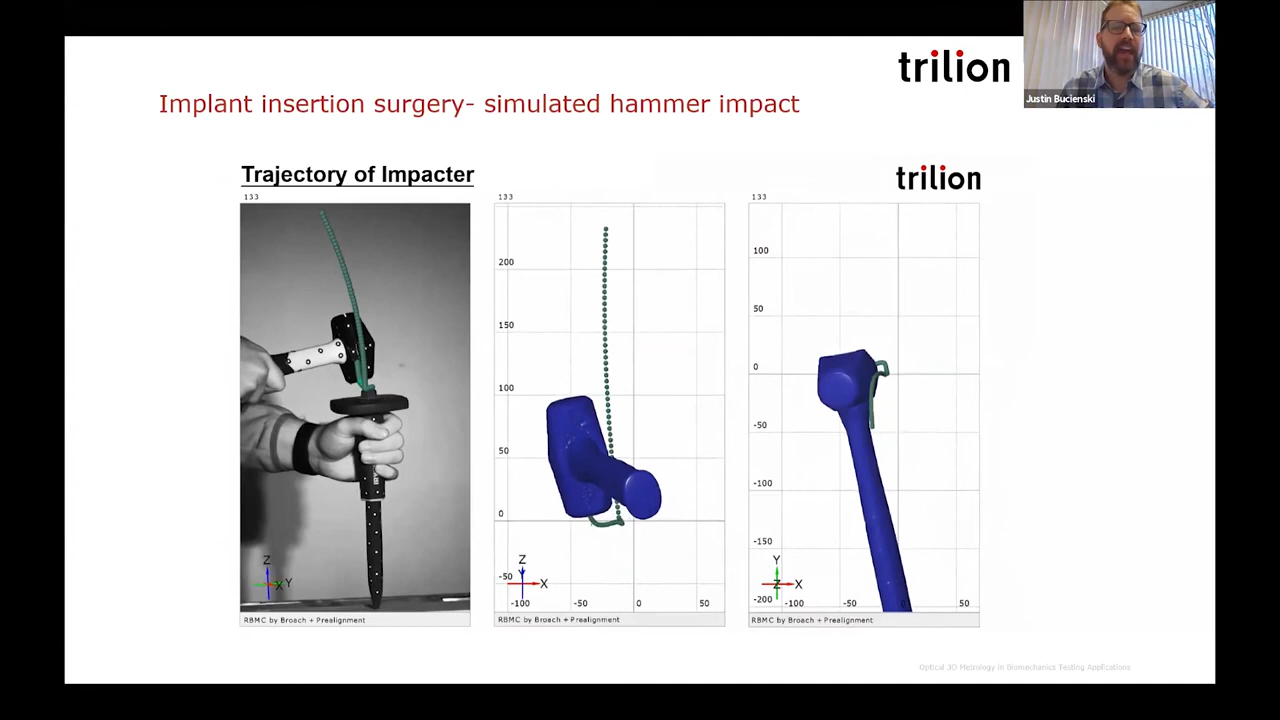 trilion
Justin Bucienski
Implant insertion surgery- simulated hammer impact
Trajectory of Impacter
trilion
133
Z
X Y
RBMC by Broach + Prealignment
133
200
150
100
50
0
-50
Z
X
-100 -50 0 50
RBMC by Broach + Prealignment
133
100
50
0
-50
-100
-150
-200
Y
Z X
-100 -50 0 50
RBMC by Broach + Prealignment
Optical 3D Metrology in Biomechanics Testing Applications